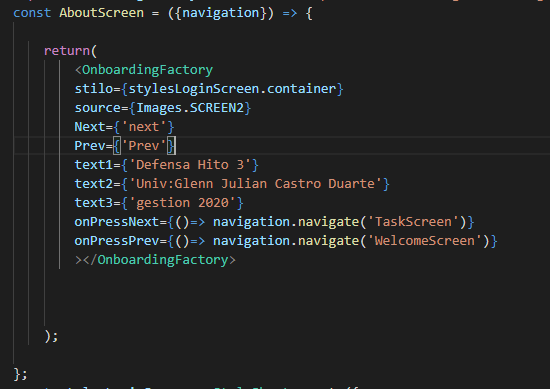 const AboutScreen = ({navigation}) => {
return(
<OnboardingFactory
stilo={stylesLoginScreen.container}
source={Images.SCREEN2}
Next={'next'}
Prev={'Prev'}
text1={'Defensa Hito 3'}
text2={'Univ:Glenn Julian Castro Duarte'}
text3={'gestion 2020'}
onPressNext={()=> navigation.navigate('TaskScreen')}
onPressPrev={()=> navigation.navigate('WelcomeScreen')}
></OnboardingFactory>
);
};